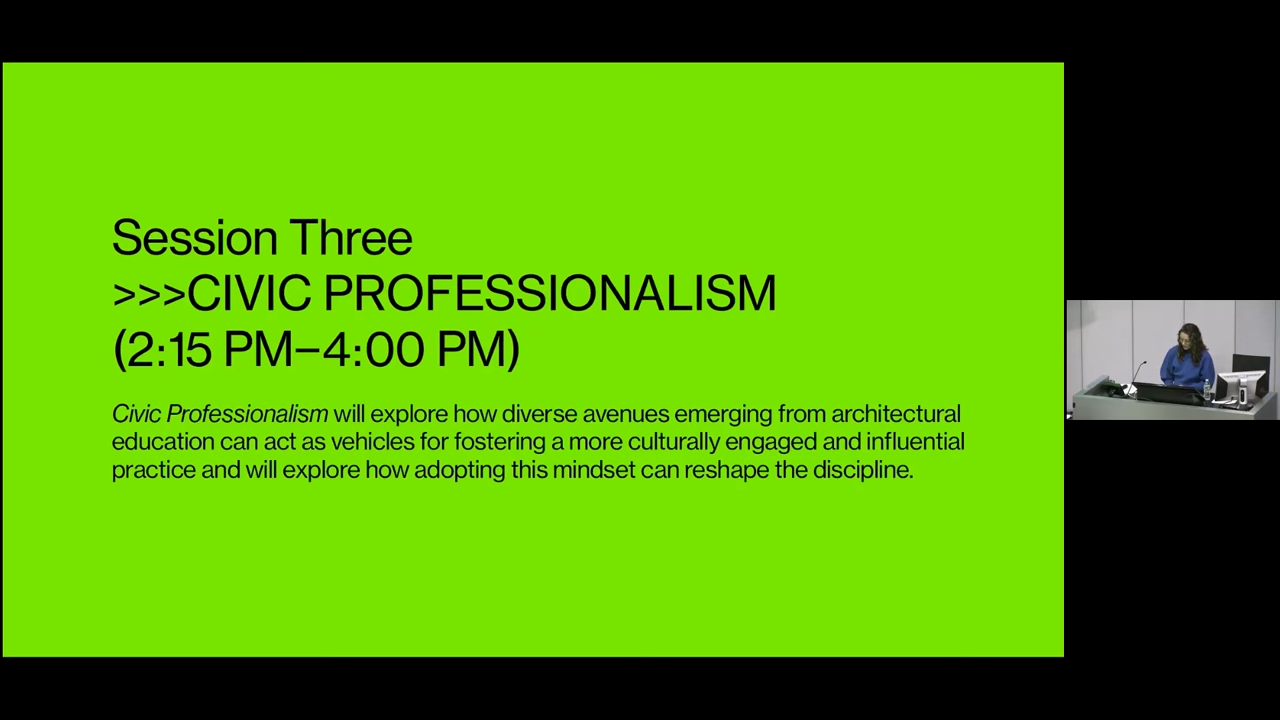 Session Three
>>>CIVIC PROFESSIONALISM
(2:15 PM–4:00 PM)
Civic Professionalism will explore how diverse avenues emerging from architectural
education can act as vehicles for fostering a more culturally engaged and influential
practice and will explore how adopting this mindset can reshape the discipline.